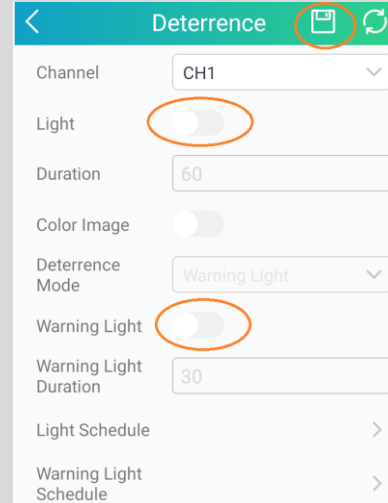 Deterrence
Channel CH1
Light
Duration 60
Color Image
Deterrence
Mode
Warning Light
Warning Light
Warning Light
Duration
30
Light Schedule
Warning Light
Schedule